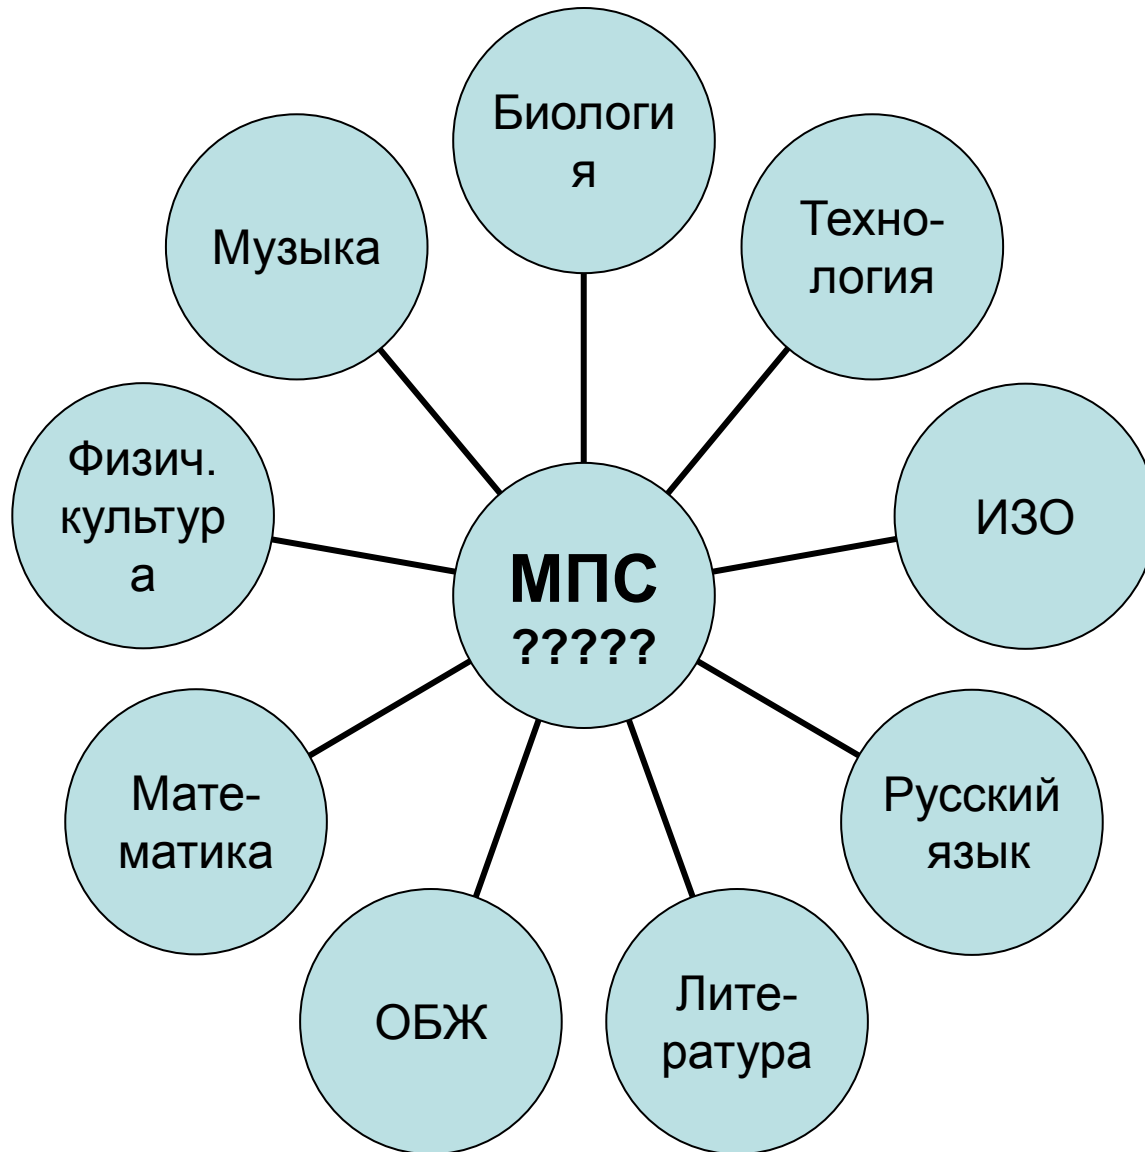 Биологи
я
Техно-
логия
ИЗО
Русский
язык
Лите-
ратура
ОБЖ
Мате-
матика
Физич.
культур
а
Музыка
МПС
?????